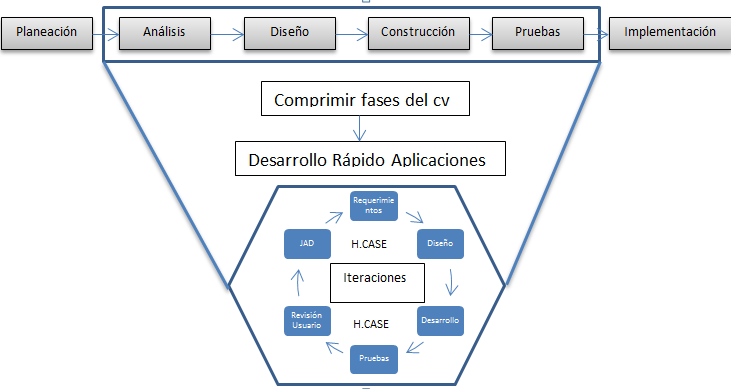 Planeación
Análisis
Diseño
Construcción
Pruebas
Implementación
Comprimir fases del cv
Desarrollo Rápido Aplicaciones
Requerimie
ntos
JAD
H.CASE
Diseño
Iteraciones
Revisión
Usuario
H.CASE
Desarrollo
Pruebas